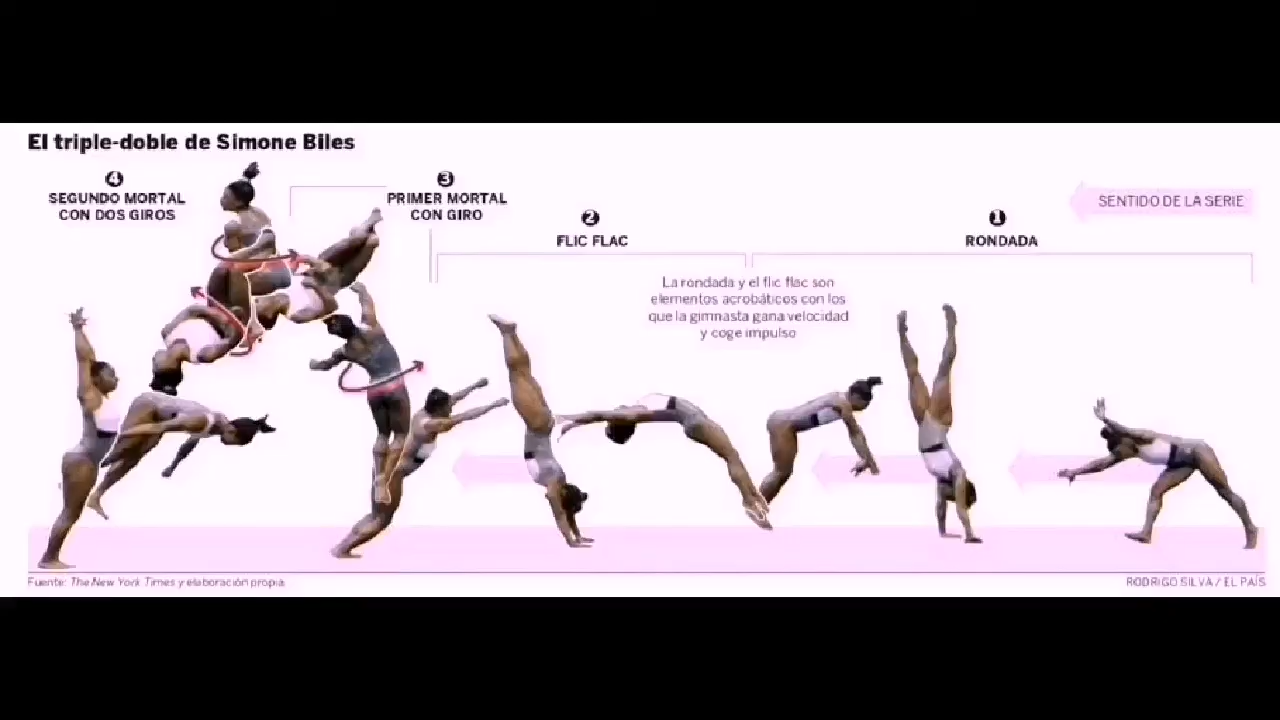 El triple-doble de Simone Biles
4
SEGUNDO MORTAL
CON DOS GIROS
3
PRIMER MORTAL
CON GIRO
2
FLIC FLAC
1
RONDADA
SENTIDO DE LA SERIE
La rondada y el flic flac son
elementos acrobáticos con los
que la gimnasta gana velocidad
y coge impulso
Fuente: The New York Times y elaboración propia
RODRIGO SILVA / EL PAÍS